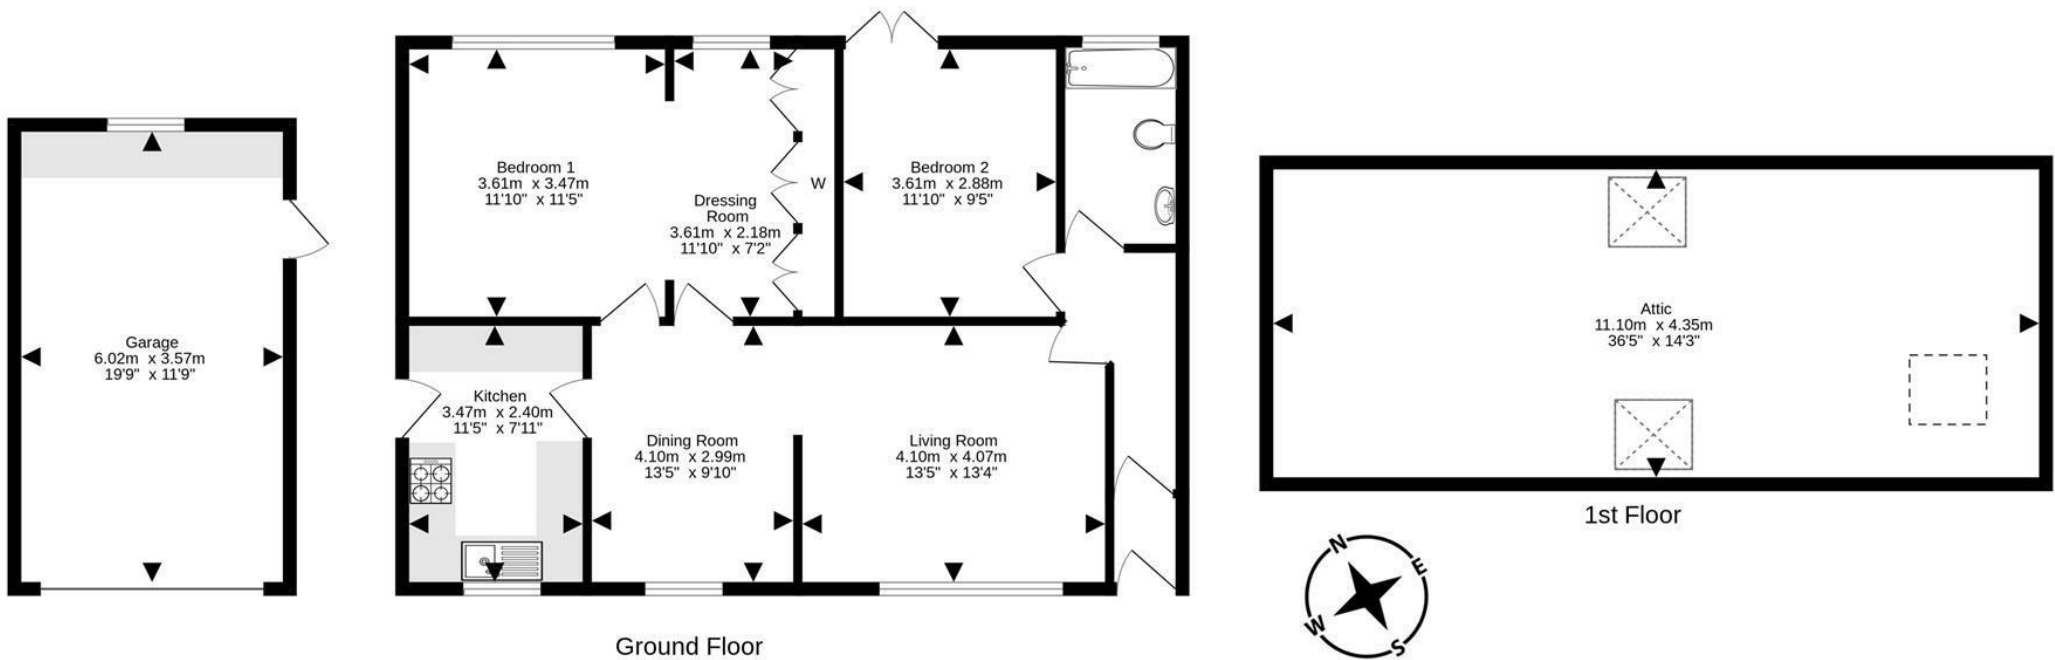 Bedroom 1
3.61m x 3.47m
11'10" x 11'5"
Dressing
Room
3.61m x 2.18m
11'10" x 7'2"
W
Bedroom 2
3.61m x 2.88m
11'10" x 9'5"
Garage
6.02m x 3.57m
19'9" x 11'9"
Kitchen
3.47m x 2.40m
11'5" x 7'11"
Dining Room
4.10m x 2.99m
13'5" x 9'10"
Living Room
4.10m x 4.07m
13'5" x 13'4"
Ground Floor
Attic
11.10m x 4.35m
36'5" x 14'3"
1st Floor
N
E
W
S